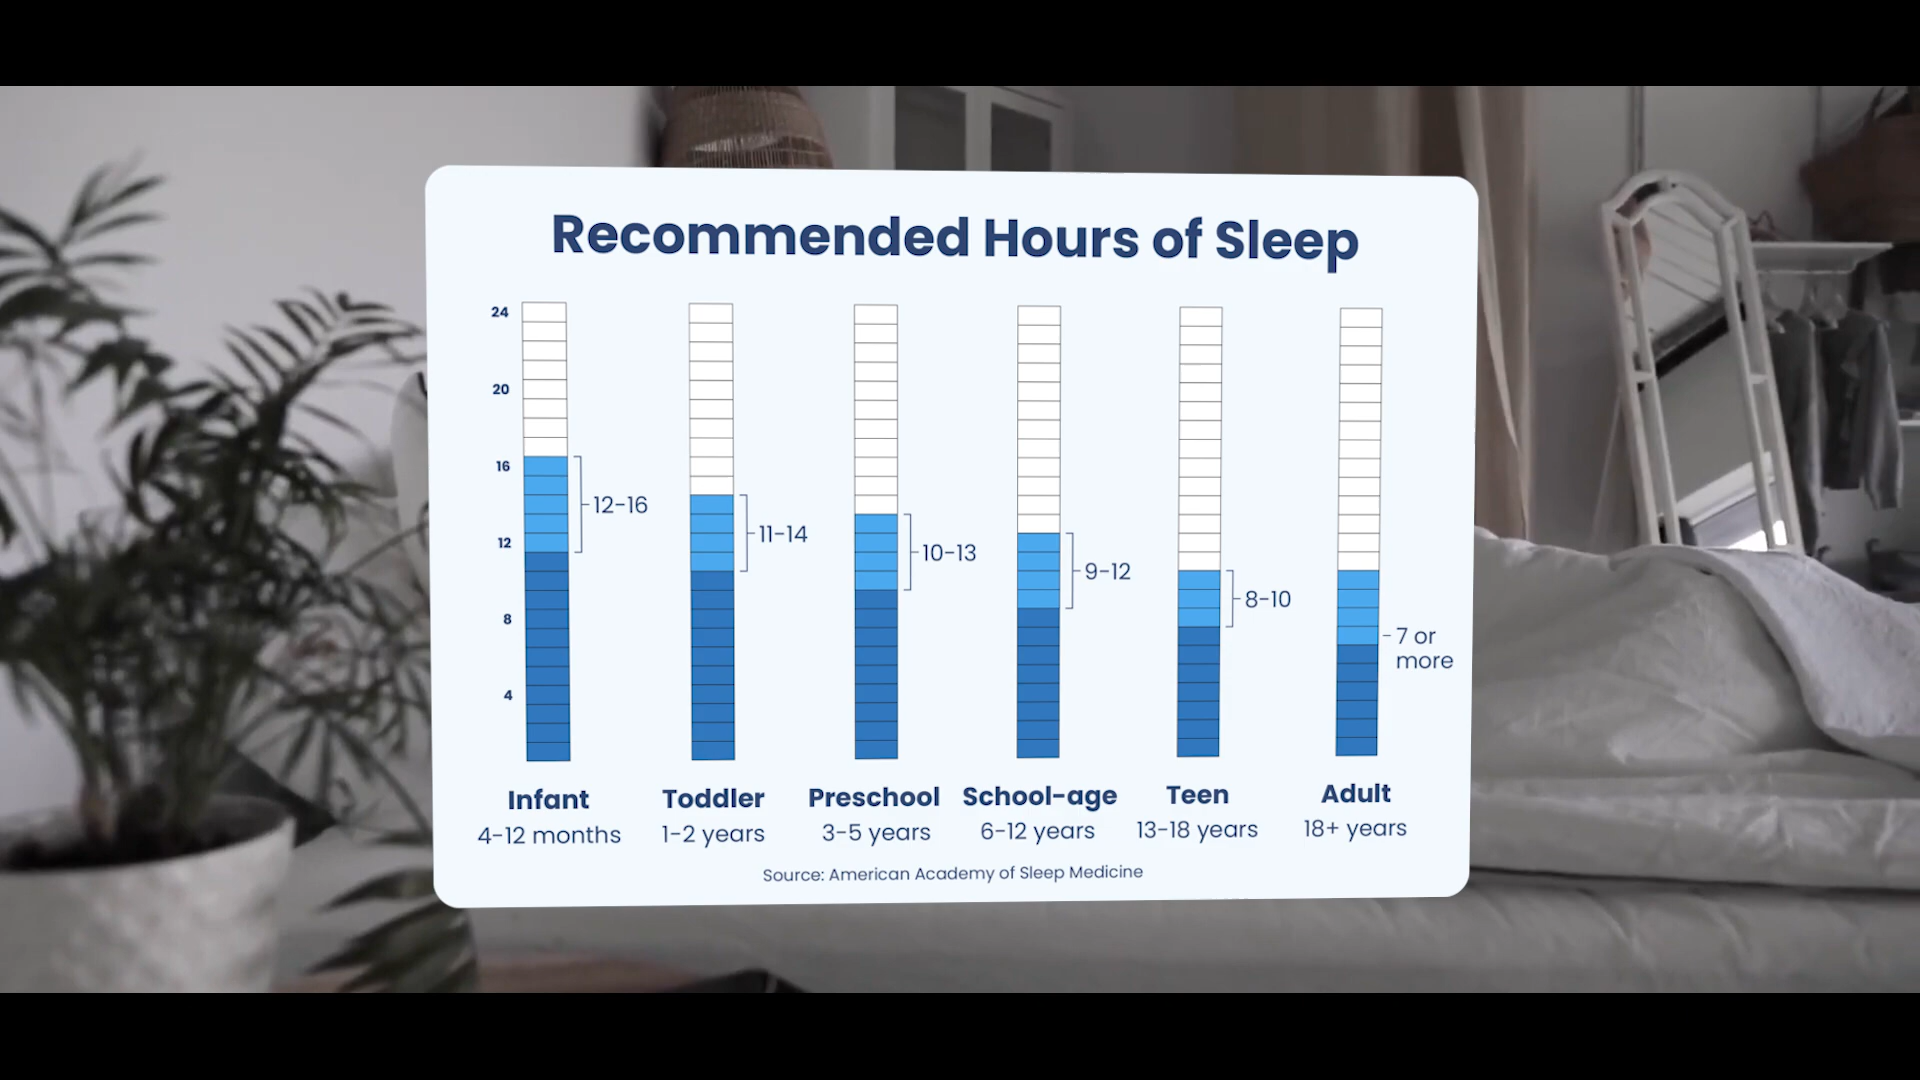 Recommended Hours of Sleep
24
20
16
12
8
4
12-16
11-14
10-13
9-12
8-10
7 or
more
Infant
4-12 months
Toddler
1-2 years
Preschool
3-5 years
School-age
6-12 years
Teen
13-18 years
Adult
18+ years
Source: American Academy of Sleep Medicine